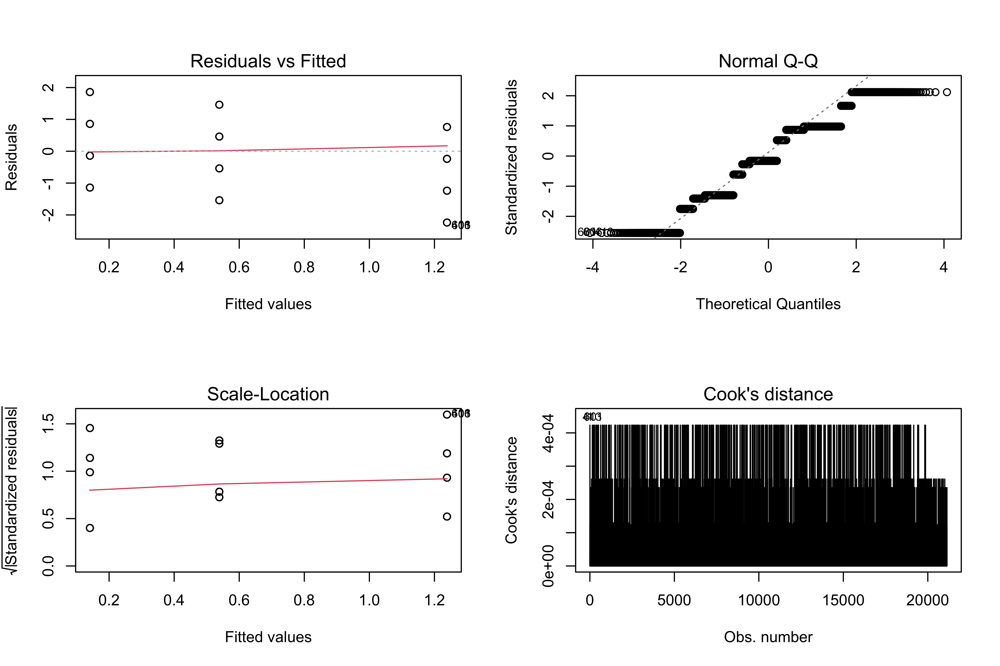 Residuals vs Fitted
Residuals
2
1
0
-1
-2
0.2 0.4 0.6 0.8 1.0 1.2
Fitted values
Normal Q-Q
Standardized residuals
2
1
0
-1
-2
-4 -2 0 2 4
Theoretical Quantiles
Scale-Location
√|Standardized residuals|
1.5
1.0
0.5
0.0
0.2 0.4 0.6 0.8 1.0 1.2
Fitted values
Cook's distance
Cook's distance
4e-04
2e-04
0e+00
0 5000 10000 15000 20000
Obs. number